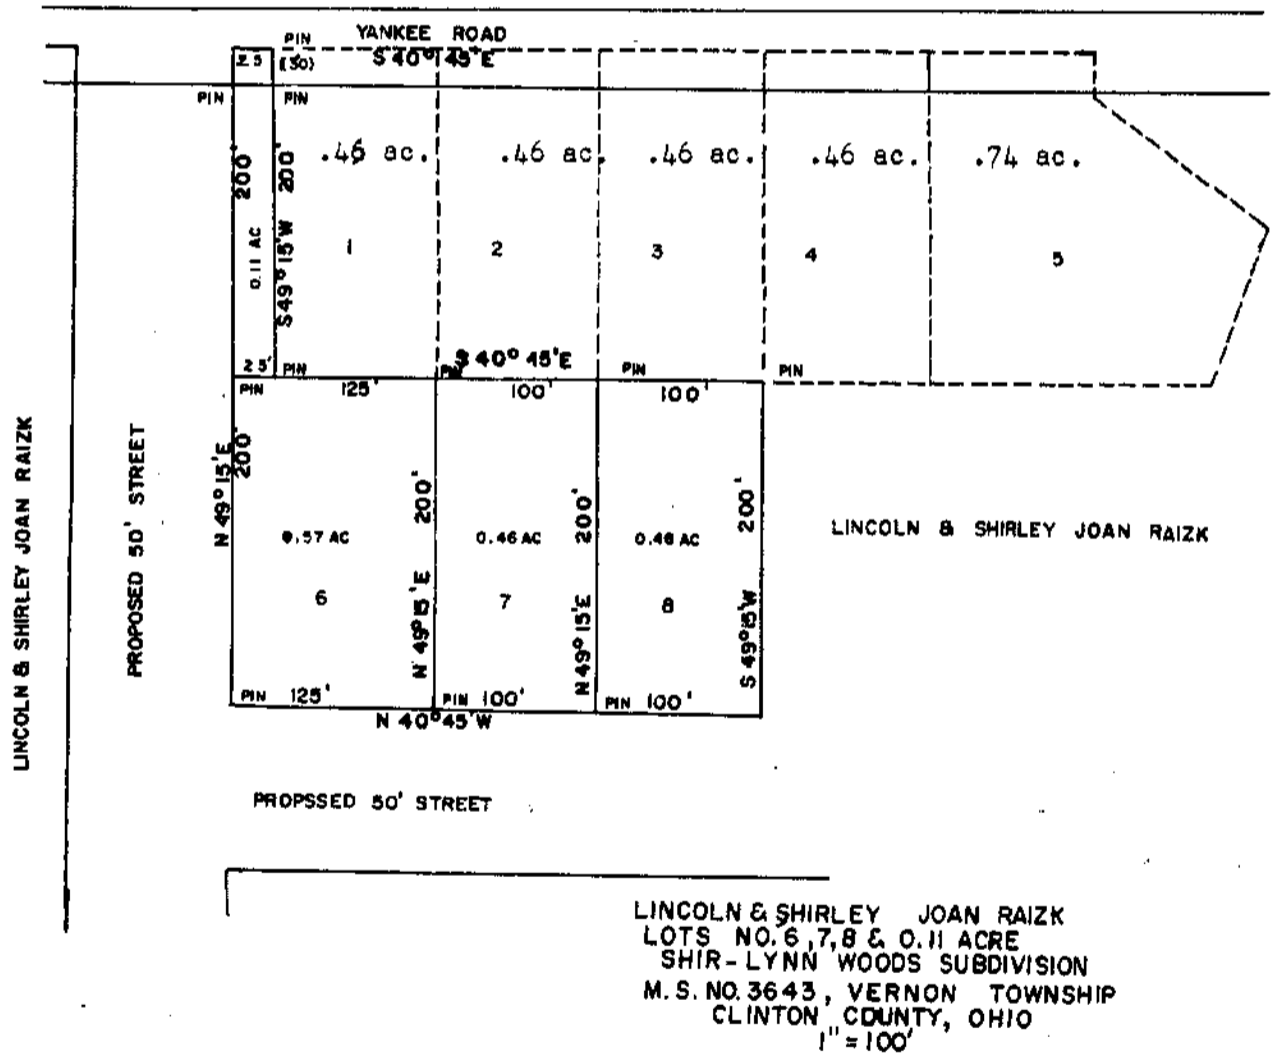 YANKEE ROAD
PIN
25
(30)
S 40° 45' E
PIN
PIN
200'
S 49° 15' W 200'
0.11 AC
.46 ac.
.46 ac.
.46 ac.
.46 ac.
.74 ac.
1
2
3
4
5
25'
PIN
S 40° 45' E
PIN
PIN
PIN
125'
100'
100'
N 49° 15' E
200'
0.57 AC
6
N 49° 15' E 200'
0.46 AC
7
N 49° 15' E 200'
0.46 AC
8
S 49° 15' W 200'
PIN 125'
PIN 100'
PIN 100'
N 40° 45' W
LINCOLN & SHIRLEY JOAN RAIZK
PROPOSED 50' STREET
LINCOLN & SHIRLEY JOAN RAIZK
PROPSSED 50' STREET
LINCOLN & SHIRLEY JOAN RAIZK
LOTS NO. 6, 7, 8 & 0.11 ACRE
SHIR-LYNN WOODS SUBDIVISION
M. S. NO. 3643, VERNON TOWNSHIP
CLINTON COUNTY, OHIO
1" = 100'